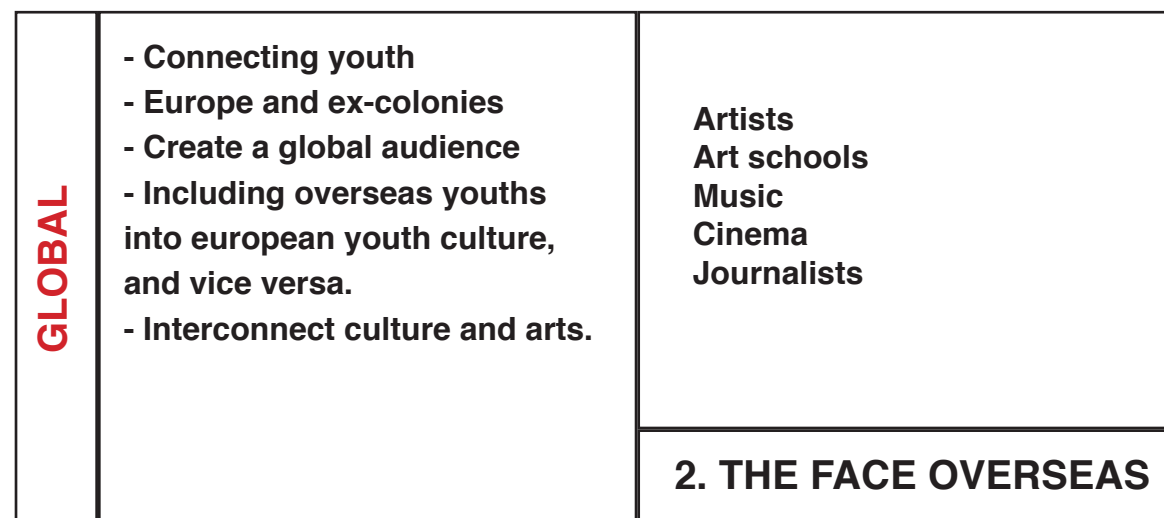 GLOBAL
- Connecting youth
- Europe and ex-colonies
- Create a global audience
- Including overseas youths
into european youth culture,
and vice versa.
- Interconnect culture and arts.
Artists
Art schools
Music
Cinema
Journalists
2. THE FACE OVERSEAS